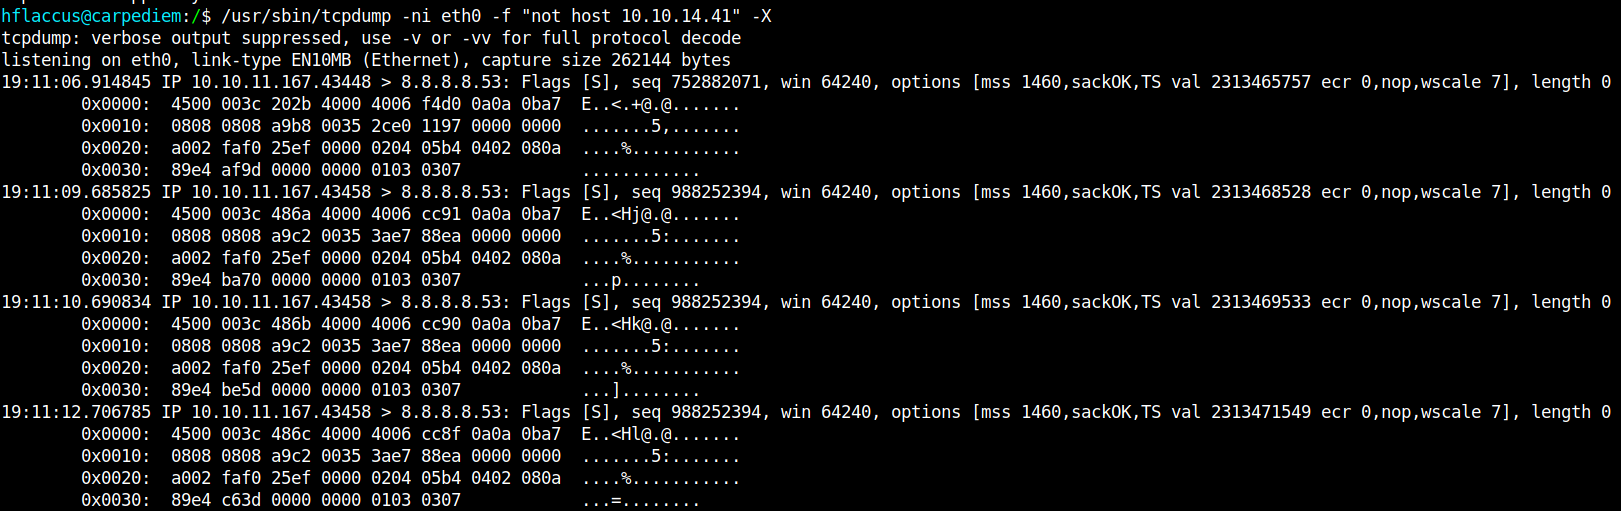 hflaccus@carpediem:/$ /usr/sbin/tcpdump -ni eth0 -f "not host 10.10.14.41" -X
tcpdump: verbose output suppressed, use -v or -vv for full protocol decode
listening on eth0, link-type EN10MB (Ethernet), capture size 262144 bytes
19:11:06.914845 IP 10.10.11.167.43448 > 8.8.8.8.53: Flags [S], seq 752882071, win 64240, options [mss 1460,sackOK,TS val 2313465757 ecr 0,nop,wscale 7], length 0
        0x0000:  4500 003c 202b 4000 4006 f4d0 0a0a 0ba7  E..<.+@.@.......
        0x0010:  0808 0808 a9b8 0035 2ce0 1197 0000 0000  .......5,.......
        0x0020:  a002 faf0 25ef 0000 0204 05b4 0402 080a  ....%...........
        0x0030:  89e4 af9d 0000 0000 0103 0307            ............
19:11:09.685825 IP 10.10.11.167.43458 > 8.8.8.8.53: Flags [S], seq 988252394, win 64240, options [mss 1460,sackOK,TS val 2313468528 ecr 0,nop,wscale 7], length 0
        0x0000:  4500 003c 486a 4000 4006 cc91 0a0a 0ba7  E..<Hj@.@.......
        0x0010:  0808 0808 a9c2 0035 3ae7 88ea 0000 0000  .......5:.......
        0x0020:  a002 faf0 25ef 0000 0204 05b4 0402 080a  ....%...........
        0x0030:  89e4 ba70 0000 0000 0103 0307            ...p........
19:11:10.690834 IP 10.10.11.167.43458 > 8.8.8.8.53: Flags [S], seq 988252394, win 64240, options [mss 1460,sackOK,TS val 2313469533 ecr 0,nop,wscale 7], length 0
        0x0000:  4500 003c 486b 4000 4006 cc90 0a0a 0ba7  E..<Hk@.@.......
        0x0010:  0808 0808 a9c2 0035 3ae7 88ea 0000 0000  .......5:.......
        0x0020:  a002 faf0 25ef 0000 0204 05b4 0402 080a  ....%...........
        0x0030:  89e4 be5d 0000 0000 0103 0307            ...]........
19:11:12.706785 IP 10.10.11.167.43458 > 8.8.8.8.53: Flags [S], seq 988252394, win 64240, options [mss 1460,sackOK,TS val 2313471549 ecr 0,nop,wscale 7], length 0
        0x0000:  4500 003c 486c 4000 4006 cc8f 0a0a 0ba7  E..<Hl@.@.......
        0x0010:  0808 0808 a9c2 0035 3ae7 88ea 0000 0000  .......5:.......
        0x0020:  a002 faf0 25ef 0000 0204 05b4 0402 080a  ....%...........
        0x0030:  89e4 c63d 0000 0000 0103 0307            ...=........